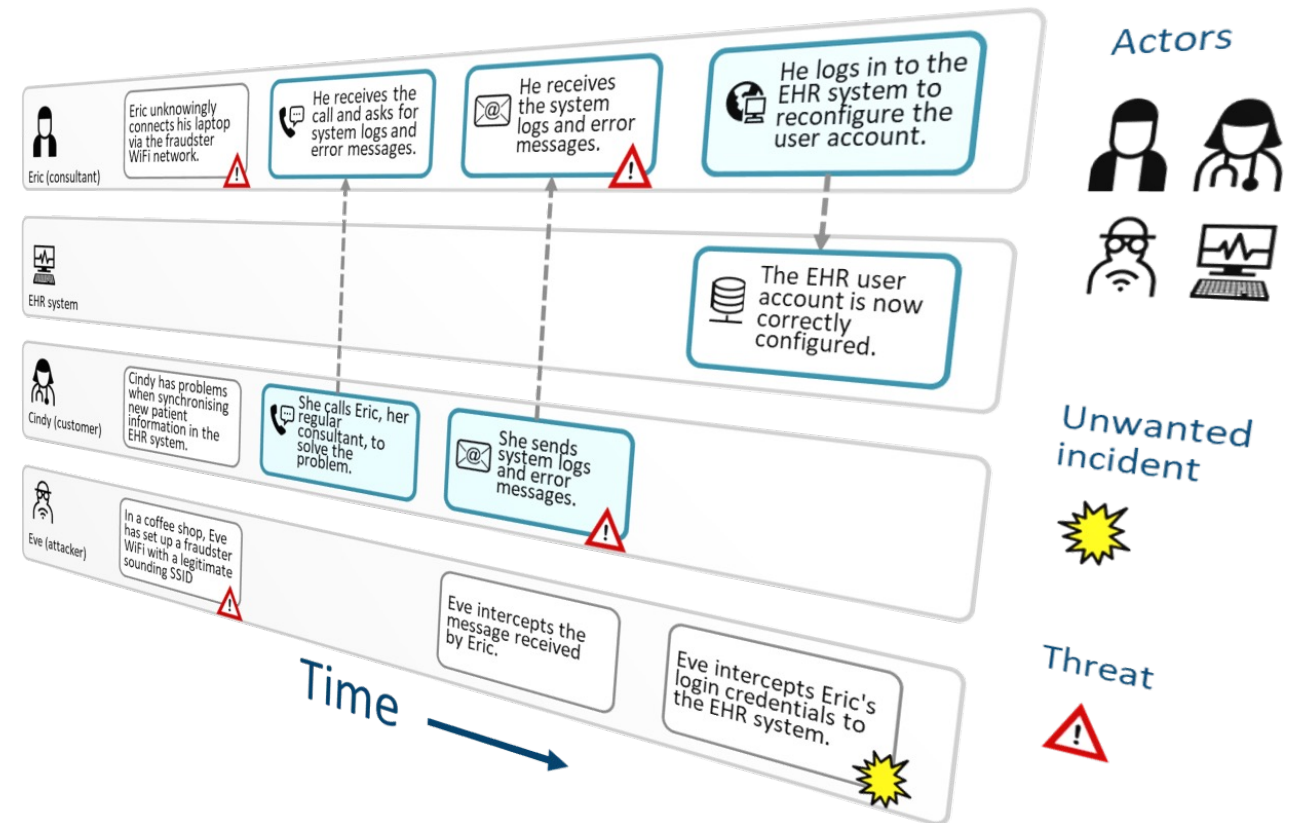 Eric (consultant)
Eric unknowingly
connects his laptop
via the fraudster
WiFi network.
He receives the
call and asks for
system logs and
error messages.
@
He receives
the system
logs and error
messages.
He logs in to the
EHR system to
reconfigure the
user account.
EHR system
The EHR user
account is now
correctly
configured.
Cindy (customer)
Cindy has problems
when synchronising
new patient
information in the
EHR system.
She calls Eric, her
regular
consultant, to
solve the
problem.
@
She sends
system logs
and error
messages.
Eve (attacker)
In a coffee shop, Eve
has set up a fraudster
WiFi with a legitimate
sounding SSID
Eve intercepts the
message received
by Eric.
Eve intercepts Eric's
login credentials to
the EHR system.
Time
Actors
Unwanted
incident
Threat
!
!
!
!
!